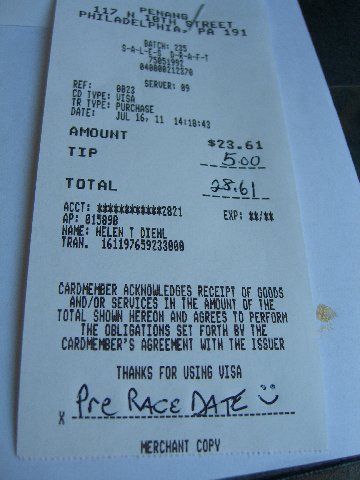 PENANG
117 N 10TH STREET
PHILADELPHIA, PA 191
BATCH: 235
S-A-L-E-S D-R-A-F-T
75051991
040800212370
REF: 0023 SERVER: 09
CD TYPE: VISA
TR TYPE: PURCHASE
DATE: JUL 16, 11 14:18:43
AMOUNT $23.61
TIP 5.00
TOTAL 28.61
ACCT: ************2821 EXP: **/**
AP: 01589B
NAME: HELEN T DIEHL
TRAN. 161197659233000
CARDMEMBER ACKNOWLEDGES RECEIPT OF GOODS
AND/OR SERVICES IN THE AMOUNT OF THE
TOTAL SHOWN HEREON AND AGREES TO PERFORM
THE OBLIGATIONS SET FORTH BY THE
CARDMEMBER'S AGREEMENT WITH THE ISSUER
THANKS FOR USING VISA
X Pre RACE DATE
MERCHANT COPY